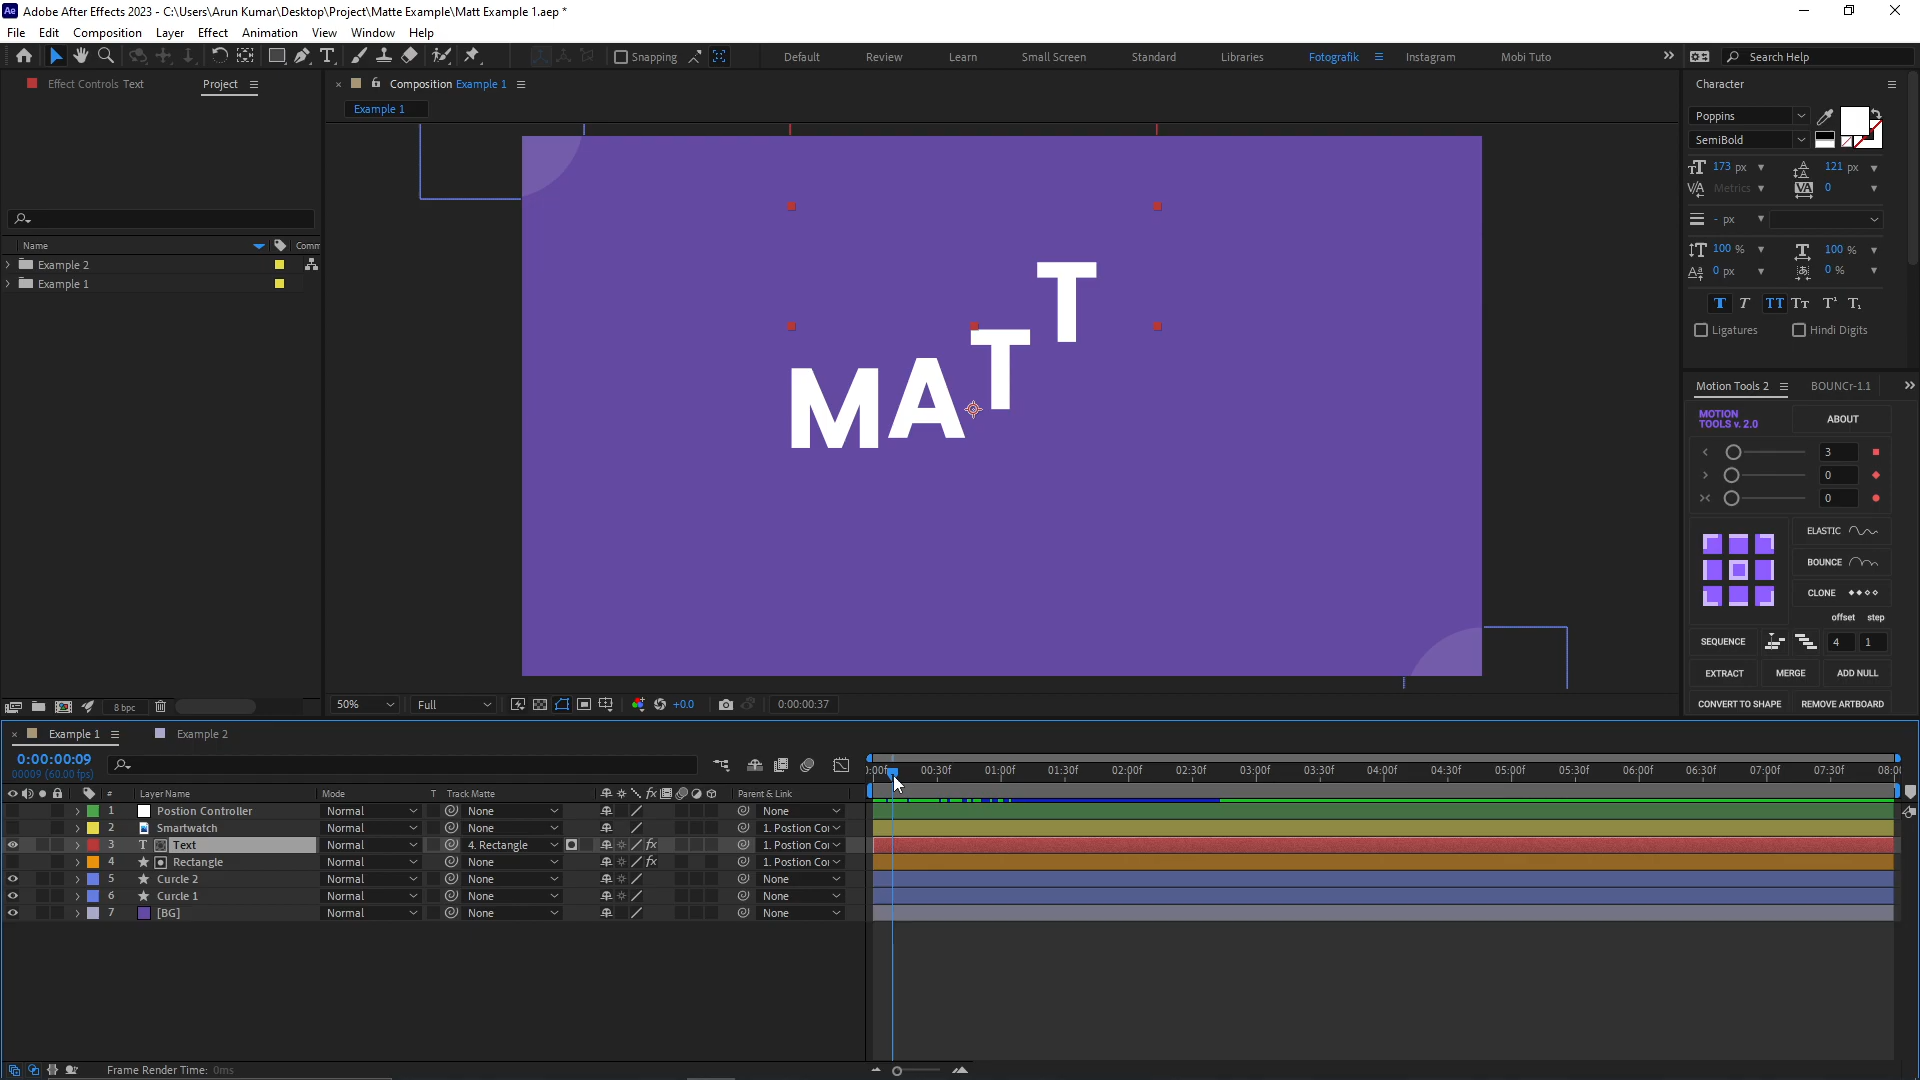 Adobe After Effects 2023 - C:\Users\Arun Kumar\Desktop\Project\Matte Example\Matt Example 1.aep *
File Edit Composition Layer Effect Animation View Window Help
Snapping
Default Review Learn Small Screen Standard Libraries Fotografik Instagram Mobi Tuto
Search Help
Effect Controls Text
Project
Name
Comm
Example 2
Example 1
8 bpc
Composition Example 1
Example 1
MATT
50%
Full
+0.0
0:00:00:37
Character
Poppins
SemiBold
173 px
121 px
Metrics
0
- px
100 %
100 %
0 px
0 %
Ligatures
Hindi Digits
Motion Tools 2
BOUNCr-1.1
MOTION
TOOLS v. 2.0
ABOUT
3
0
0
ELASTIC
BOUNCE
CLONE
offset step
SEQUENCE
4 1
EXTRACT MERGE ADD NULL
CONVERT TO SHAPE REMOVE ARTBOARD
Example 1
Example 2
0:00:00:09
00009 (60.00 fps)
# Layer Name Mode T Track Matte Parent & Link
1 Postion Controller Normal None None
2 Smartwatch Normal None 1. Postion Coi
3 Text Normal 4. Rectangle 1. Postion Coi
4 Rectangle Normal None 1. Postion Coi
5 Curcle 2 Normal None None
6 Curcle 1 Normal None None
7 [BG] Normal None None
:00f 00:30f 01:00f 01:30f 02:00f 02:30f 03:00f 03:30f 04:00f 04:30f 05:00f 05:30f 06:00f 06:30f 07:00f 07:30f 08:0
Frame Render Time: 0ms